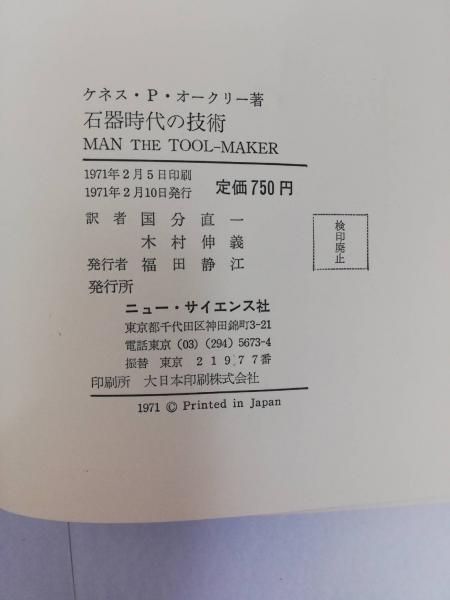 ケネス・P・オークリー著
石器時代の技術
MAN THE TOOL-MAKER
1971年2月5日印刷
1971年2月10日発行
定価750円
訳者 国分直一
木村伸義
検印廃止
発行者 福田静江
発行所
ニュー・サイエンス社
東京都千代田区神田錦町3-21
電話東京 (03) (294) 5673-4
振替 東京 21977番
印刷所 大日本印刷株式会社
1971 © Printed in Japan